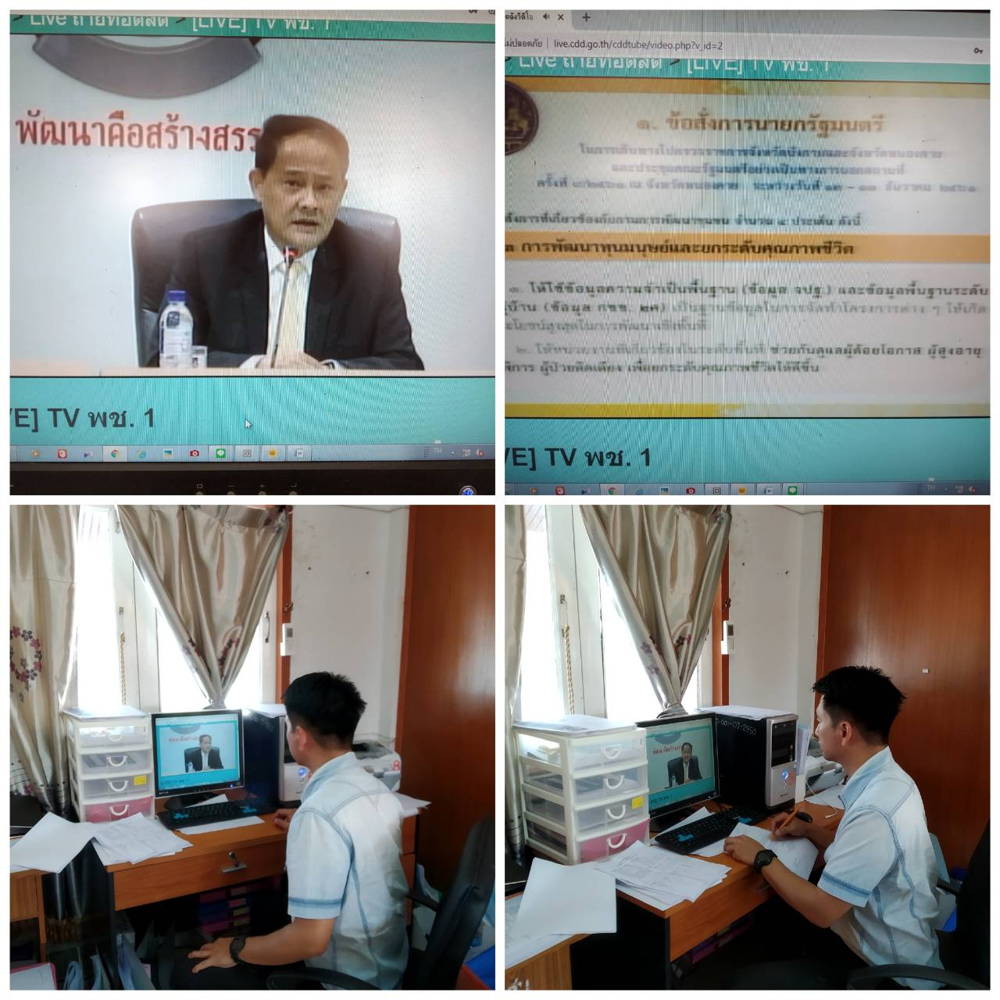 > Live ถ่ายทอดสด > [LIVE] TV พช. 1
พัฒนาคือสร้างสรร
VE] TV พช. 1
TH
คลังวีดิโอ
ไม่ปลอดภัย | live.cdd.go.th/cddtube/video.php?v_id=2
> Live ถ่ายทอดสด > [LIVE] TV พช. 1
๑. ข้อสั่งการนายกรัฐมนตรี
ในการเดินทางไปตรวจราชการจังหวัดบึงกาฬและจังหวัดหนองคาย
และประชุมคณะรัฐมนตรีอย่างเป็นทางการนอกสถานที่
ณ จังหวัดหนองคาย ระหว่างวันที่ ๑๒ - ๑๓ ธันวาคม ๒๕๖๑
สั่งการที่เกี่ยวข้องกับกรมการพัฒนาชุมชน จำนวน ๔ ประเด็น ดังนี้
การพัฒนาทุนมนุษย์และยกระดับคุณภาพชีวิต
๑. ให้ใช้ข้อมูลความจำเป็นพื้นฐาน (ข้อมูล จปฐ.) และข้อมูลพื้นฐานระดับ
(ข้อมูล กชช. ๒ค) เป็นฐานข้อมูลในการจัดทำโครงการต่าง ๆ ให้เกิด
ะโยชน์สูงสุดในการพัฒนาเชิงพื้นที่
๒. ให้หน่วยงานที่เกี่ยวข้องในระดับพื้นที่ ช่วยกันดูแลผู้ด้อยโอกาส ผู้สูงอายุ
พิการ ผู้ป่วยติดเตียง เพื่อยกระดับคุณภาพชีวิตให้ดีขึ้น
VE] TV พช. 1
TH
8